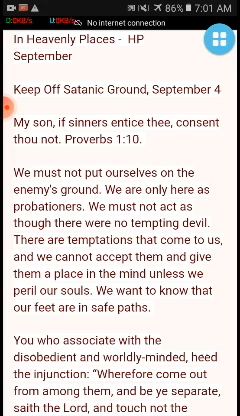 0:0KB/s U:0KB/s No internet connection 86% 7:01 AM
In Heavenly Places - HP
September
Keep Off Satanic Ground, September 4
My son, if sinners entice thee, consent
thou not. Proverbs 1:10.
We must not put ourselves on the
enemy's ground. We are only here as
probationers. We must not act as
though there were no tempting devil.
There are temptations that come to us,
and we cannot accept them and give
them a place in the mind unless we
peril our souls. We want to know that
our feet are in safe paths.
You who associate with the
disobedient and worldly-minded, heed
the injunction: “Wherefore come out
from among them, and be ye separate,
saith the Lord, and touch not the